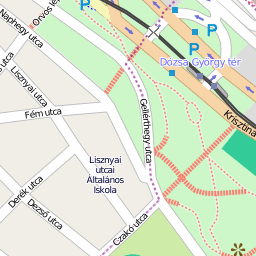 Naphegy utca
Orvos lé
P
P
P
Dózsa György tér
Lisznyai utca
Gellérthegy utca
Krisztina
Fém utca
Lisznyai
utcai
Általános
Iskola
Derék utca
Dezső utca
Czakó utca